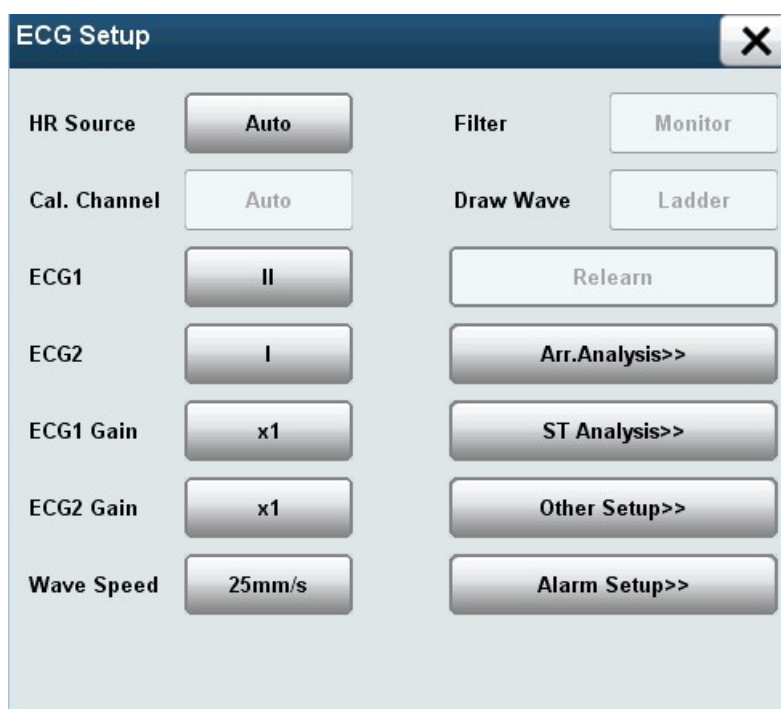 ECG Setup
HR Source Auto Filter Monitor
Cal. Channel Auto Draw Wave Ladder
ECG1 II Relearn
ECG2 I Arr.Analysis>>
ECG1 Gain x1 ST Analysis>>
ECG2 Gain x1 Other Setup>>
Wave Speed 25mm/s Alarm Setup>>